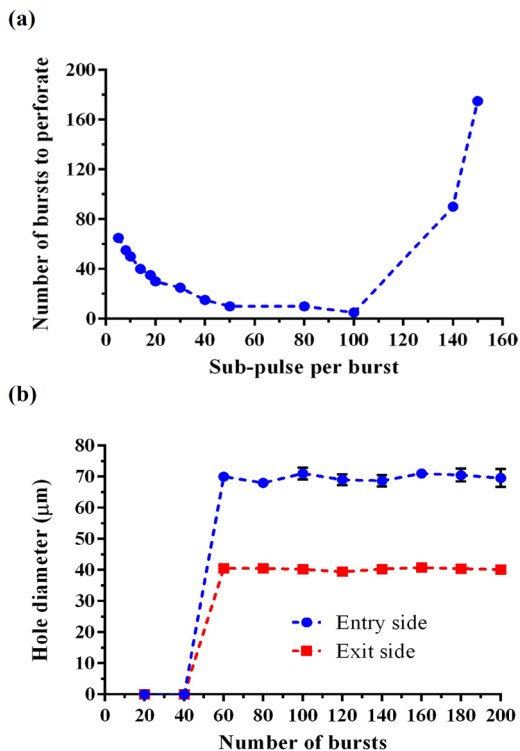 (a)
Number of bursts to perforate
200
160
120
80
40
0
0 20 40 60 80 100 120 140 160
Sub-pulse per burst
(b)
Hole diameter (μm)
80
70
60
50
40
30
20
10
0
Entry side
Exit side
0 20 40 60 80 100 120 140 160 180 200
Number of bursts